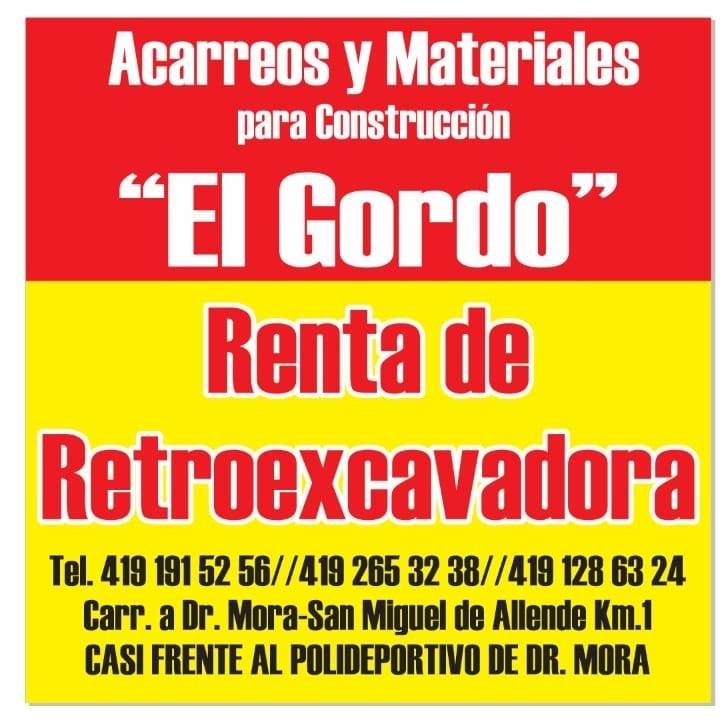 Acarreos y Materiales
para Construcción
“El Gordo”
Renta de
Retroexcavadora
Tel. 419 191 52 56//419 265 32 38//419 128 63 24
Carr. a Dr. Mora-San Miguel de Allende Km.1
CASI FRENTE AL POLIDEPORTIVO DE DR. MORA